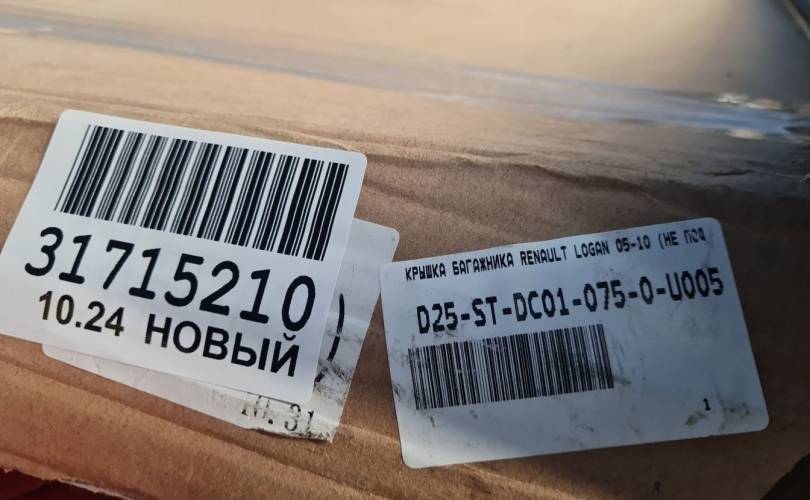 31715210
10.24 НОВЫЙ
10.31
КРЫШКА БАГАЖНИКА RENAULT LOGAN 05-10 (НЕ ПОД
D25-ST-DC01-075-0-U005
1